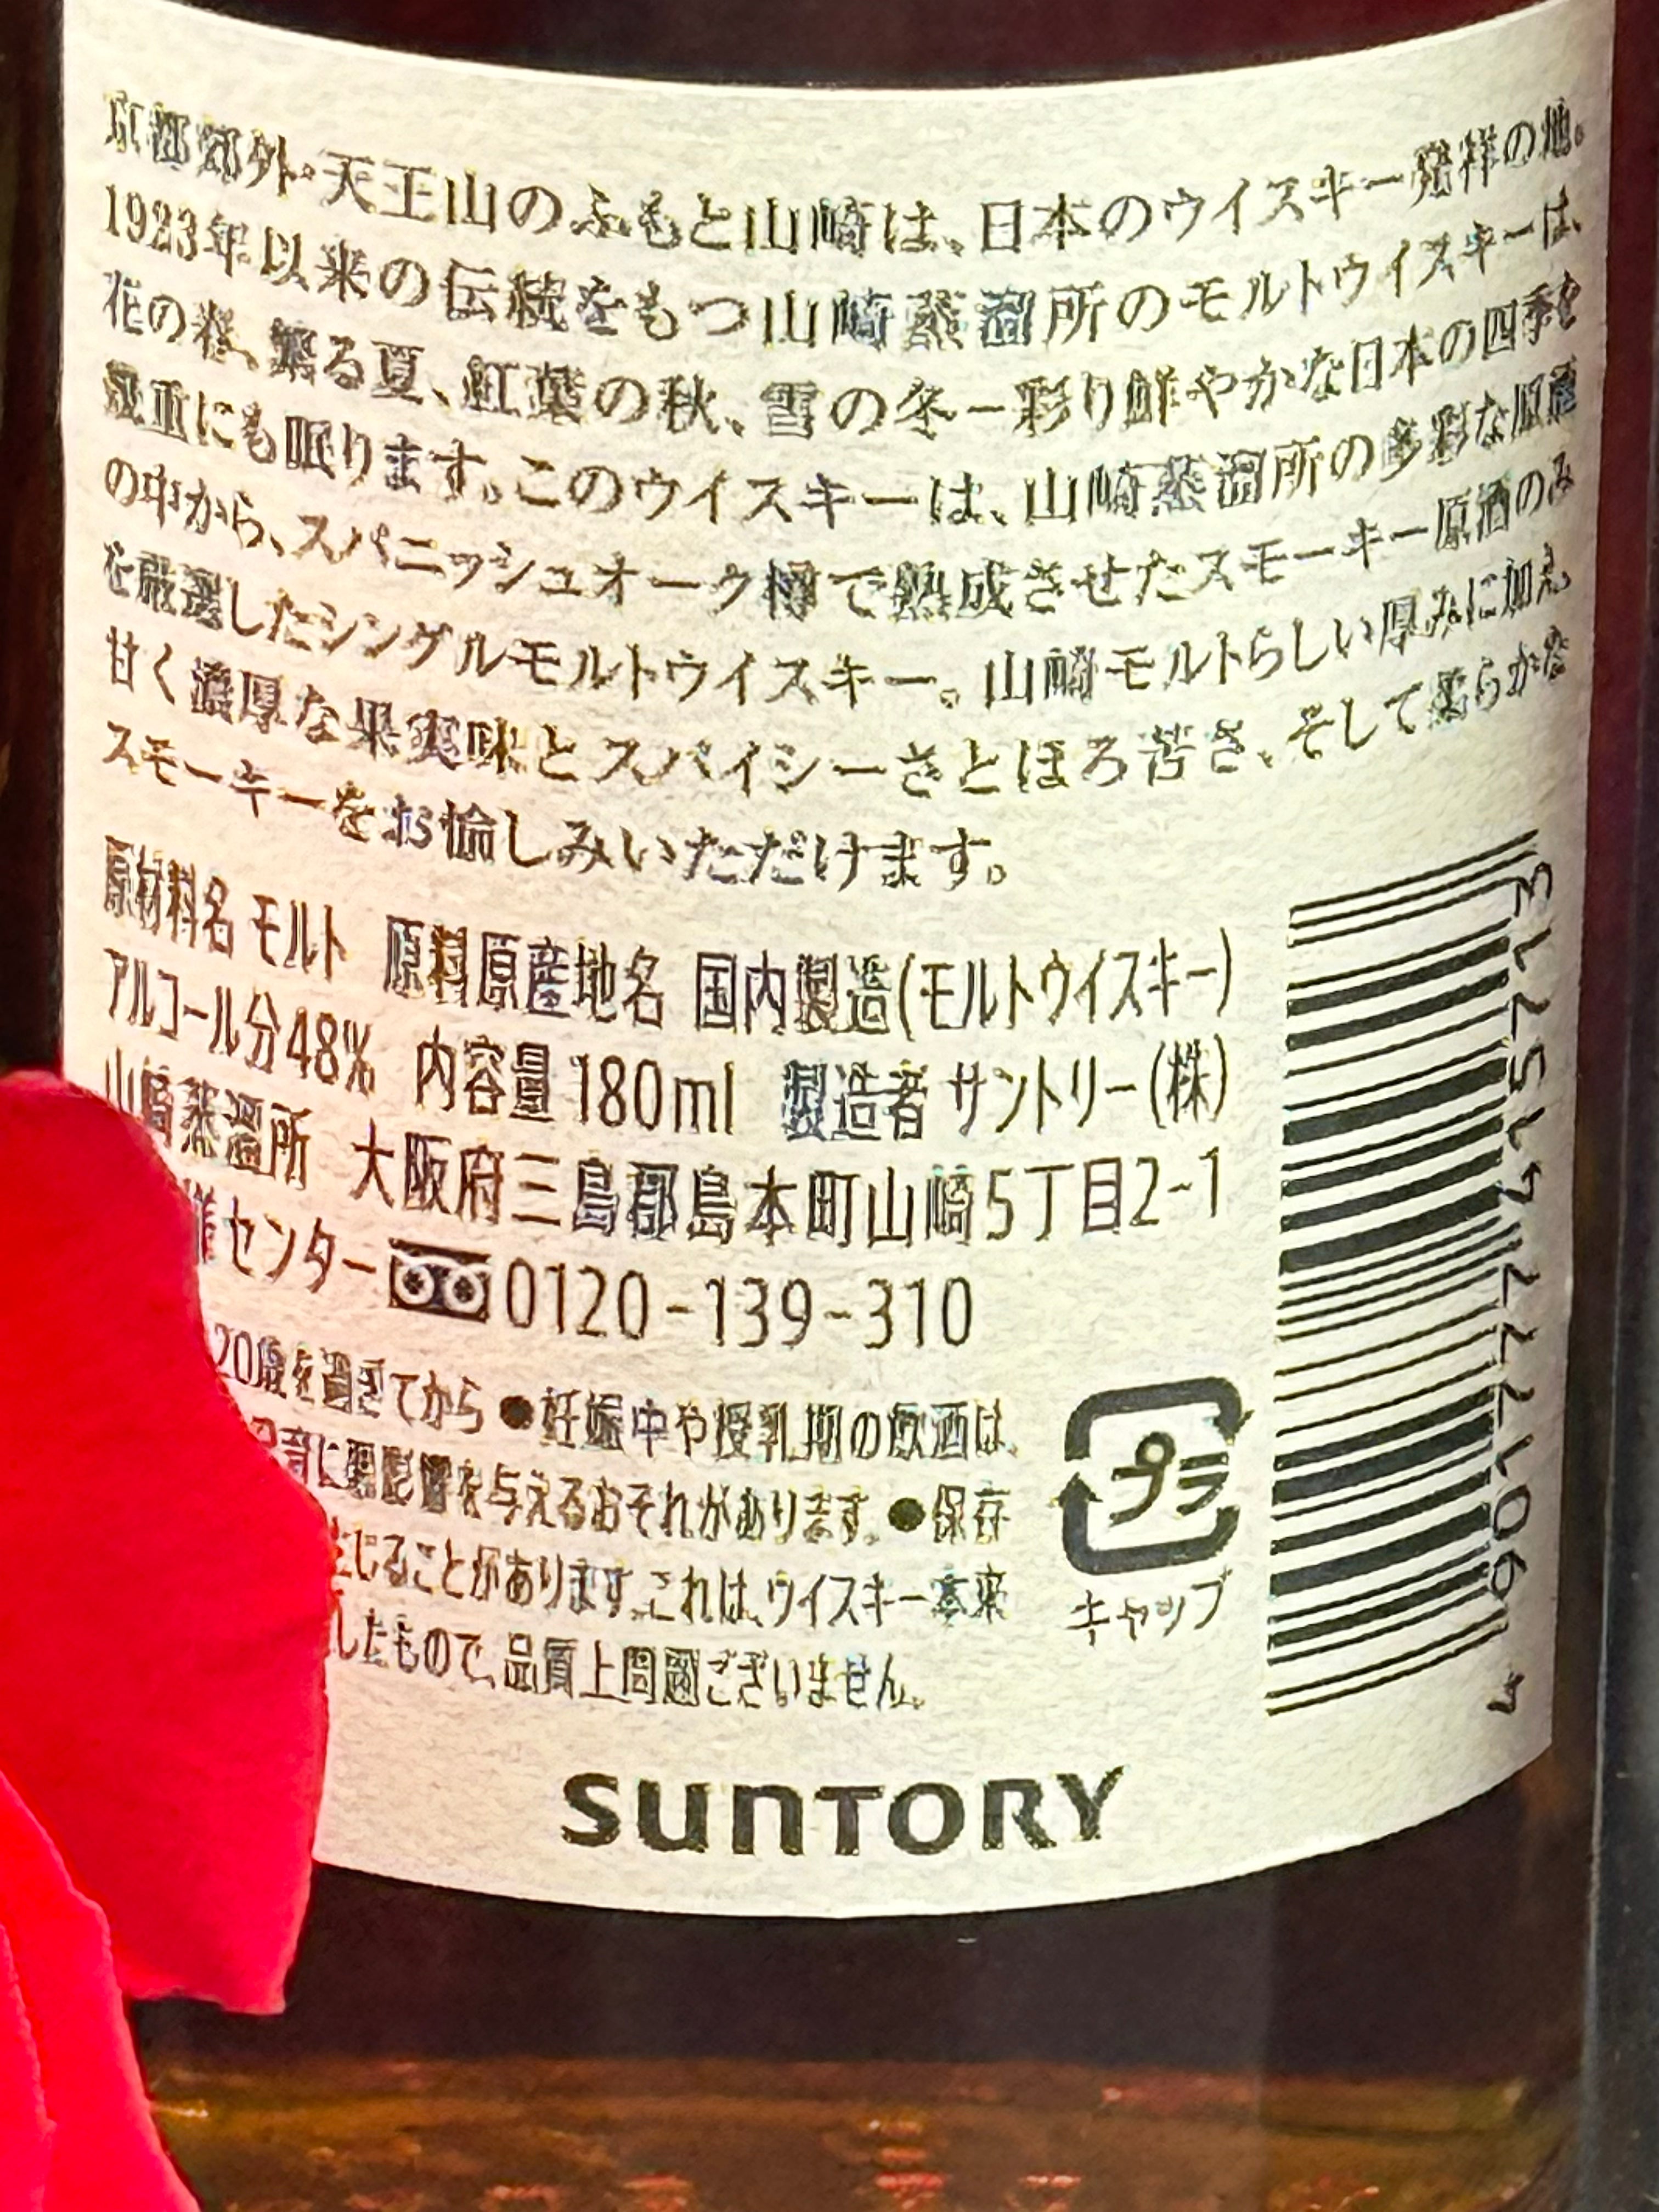 京都郊外・天王山のふもと山崎は、日本のウイスキー発祥の地。
1923年以来の伝統をもつ山崎蒸溜所のモルトウイスキーは、
花の春、繁る夏、紅葉の秋、雪の冬ー彩り鮮やかな日本の四季を
幾重にも眠ります。このウイスキーは、山崎蒸溜所の多彩な原酒
の中から、スパニッシュオーク樽で熟成させたスモーキー原酒のみ
を厳選したシングルモルトウイスキー。山崎モルトらしい厚みに加え
甘く濃厚な果実味とスパイシーさとほろ苦さ、そして柔らかな
スモーキーをお愉しみいただけます。
原材料名 モルト 原料原産地名 国内製造(モルトウイスキー)
アルコール分48% 内容量180ml 製造者 サントリー(株)
山崎蒸溜所 大阪府三島郡島本町山崎5丁目2-1
様センター 0120-139-310
20歳を過ぎてから ●妊娠中や授乳期の飲酒は、
に悪影響を与えるおそれがあります。●保存
生じることがあります。これは、ウイスキー本来
したもので、品質上問題ございません。
プラ
キャップ
SUNTORY